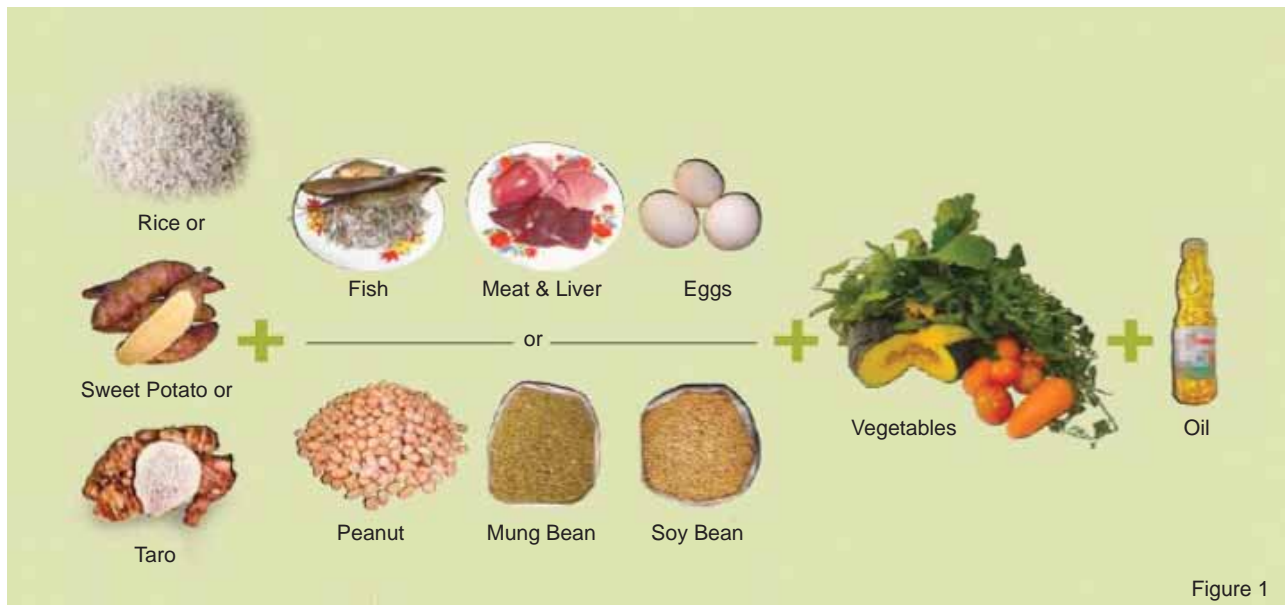 Rice or
Sweet Potato or
Taro
Fish
Meat & Liver
Eggs
or
Peanut
Mung Bean
Soy Bean
Vegetables
Oil
Figure 1